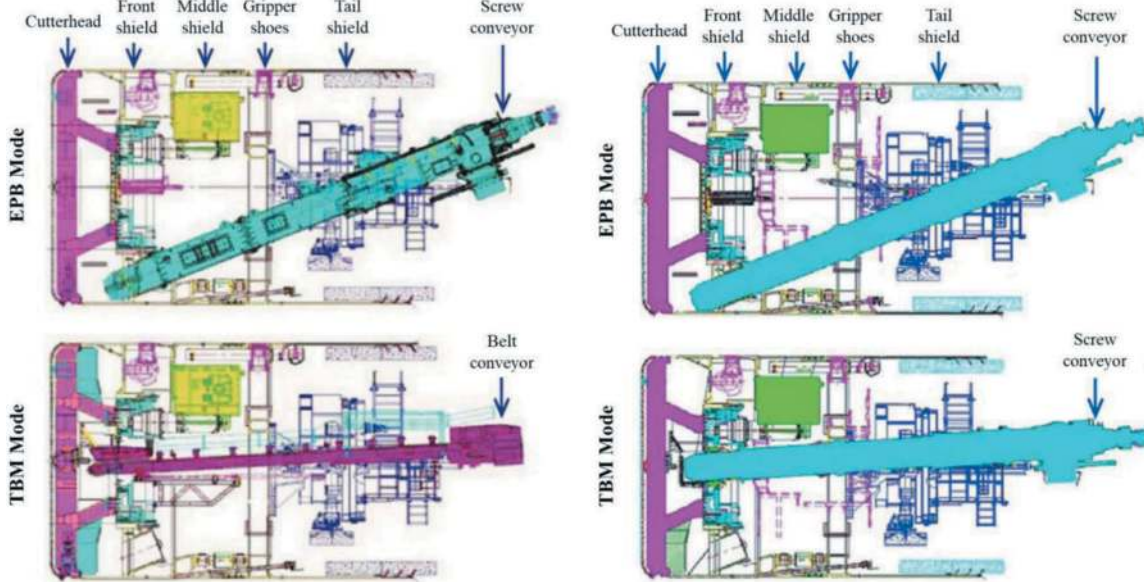 Cutterhead
Front
shield
Middle
shield
Gripper
shoes
Tail
shield
Screw
conveyor
EPB Mode
Belt
conveyor
TBM Mode
Cutterhead
Front
shield
Middle
shield
Gripper
shoes
Tail
shield
Screw
conveyor
EPB Mode
Screw
conveyor
TBM Mode